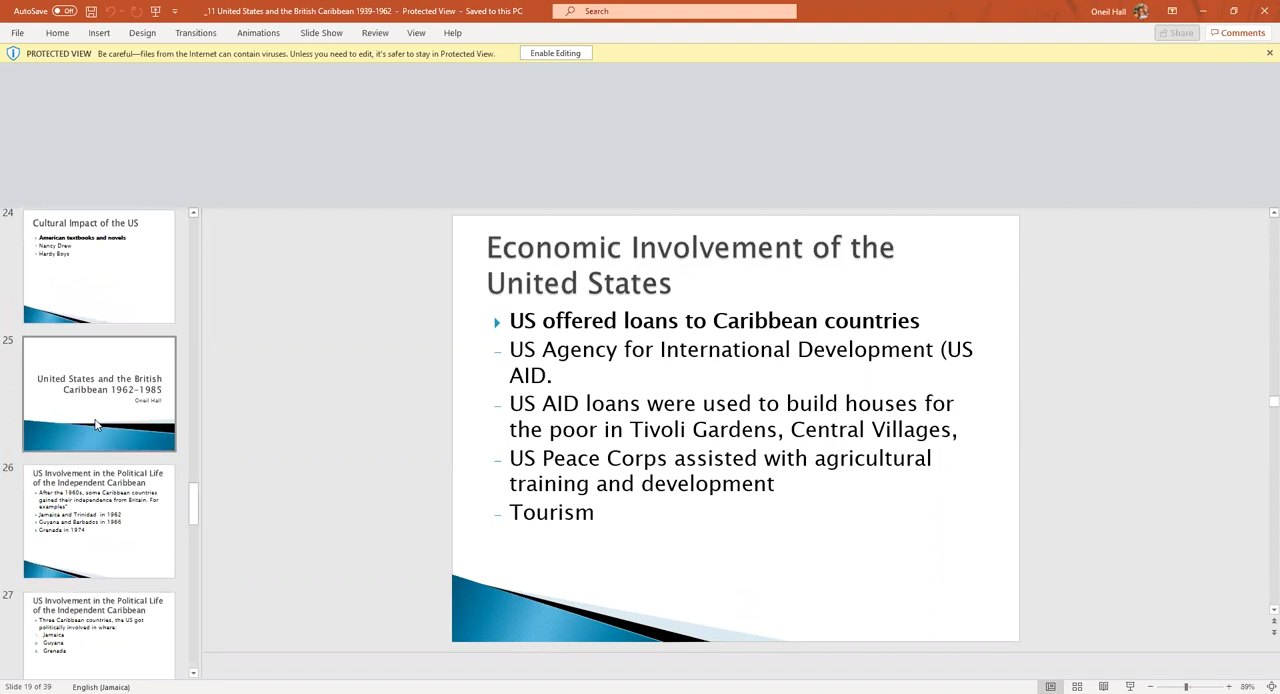 AutoSave Off
_11 United States and the British Caribbean 1939-1962 - Protected View - Saved to this PC
Search
Oneil Hall
File Home Insert Design Transitions Animations Slide Show Review View Help
Share Comments
PROTECTED VIEW Be careful—files from the Internet can contain viruses. Unless you need to edit, it's safer to stay in Protected View.
Enable Editing
24
Cultural Impact of the US
American textbooks and novels
Nancy Drew
Hardy Boys
25
United States and the British
Caribbean 1962-1985
Oneil Hall
26
US Involvement in the Political Life
of the Independent Caribbean
After the 1960s, some Caribbean countries
gained their independence from Britain. For
examples"
Jamaica and Trinidad in 1962
Guyana and Barbados in 1966
Grenada in 1974
27
US Involvement in the Political Life
of the Independent Caribbean
Three Caribbean countries, the US got
politically involved in where:
Jamaica
Guyana
Grenada
Economic Involvement of the
United States
US offered loans to Caribbean countries
– US Agency for International Development (US
AID.
– US AID loans were used to build houses for
the poor in Tivoli Gardens, Central Villages,
– US Peace Corps assisted with agricultural
training and development
– Tourism
Slide 19 of 39 English (Jamaica)
89%